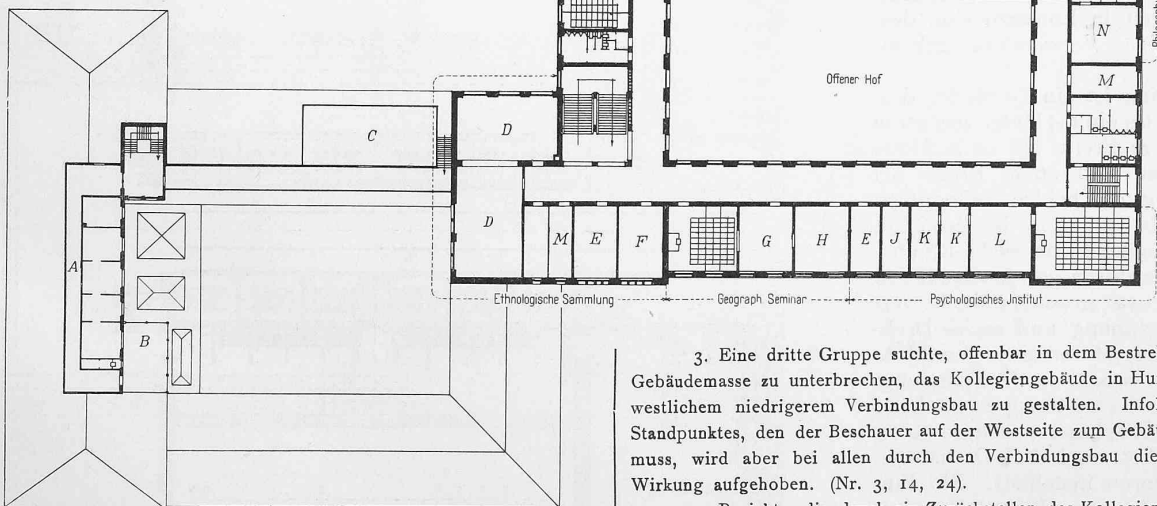 N
Offener Hof
M
C
D
D
M
E
F
G
H
E
J
K
K
L
A
B
Ethnologische Sammlung
Geograph. Seminar
Psychologisches Jnstitut
3. Eine dritte Gruppe suchte, offenbar in dem Bestre
Gebäudemasse zu unterbrechen, das Kollegiengebäude in Hu
westlichem niedrigerem Verbindungsbau zu gestalten. Infol
Standpunktes, den der Beschauer auf der Westseite zum Gebä
muss, wird aber bei allen durch den Verbindungsbau die
Wirkung aufgehoben. (Nr. 3, 14, 24).